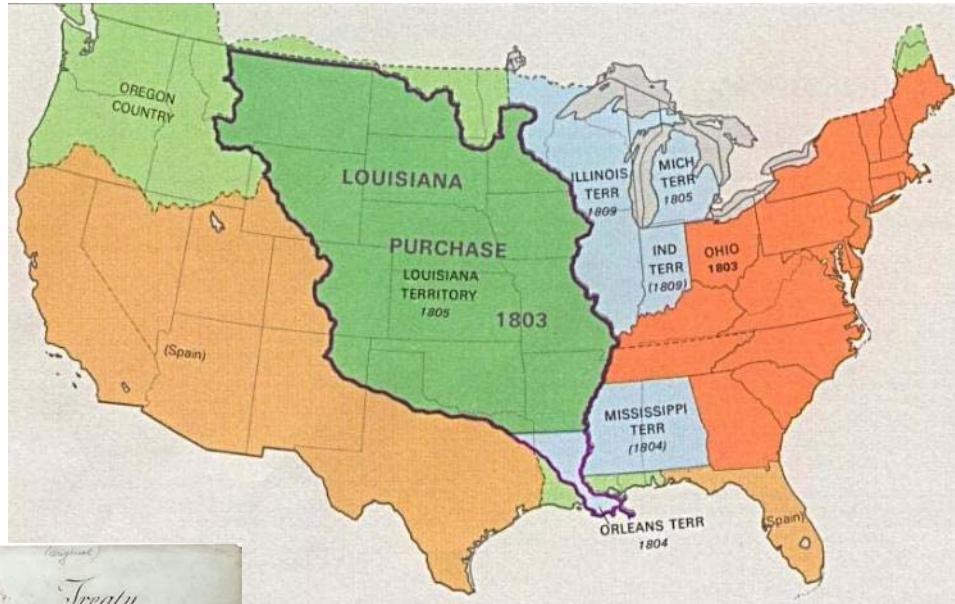 OREGON
COUNTRY
LOUISIANA
PURCHASE
LOUISIANA
TERRITORY
1805
1803
ILLINOIS
TERR
1809
MICH
TERR
1805
IND
TERR
(1809)
OHIO
1803
(Spain)
MISSISSIPPI
TERR
(1804)
ORLEANS TERR
1804
(Spain)
(original)
Treaty